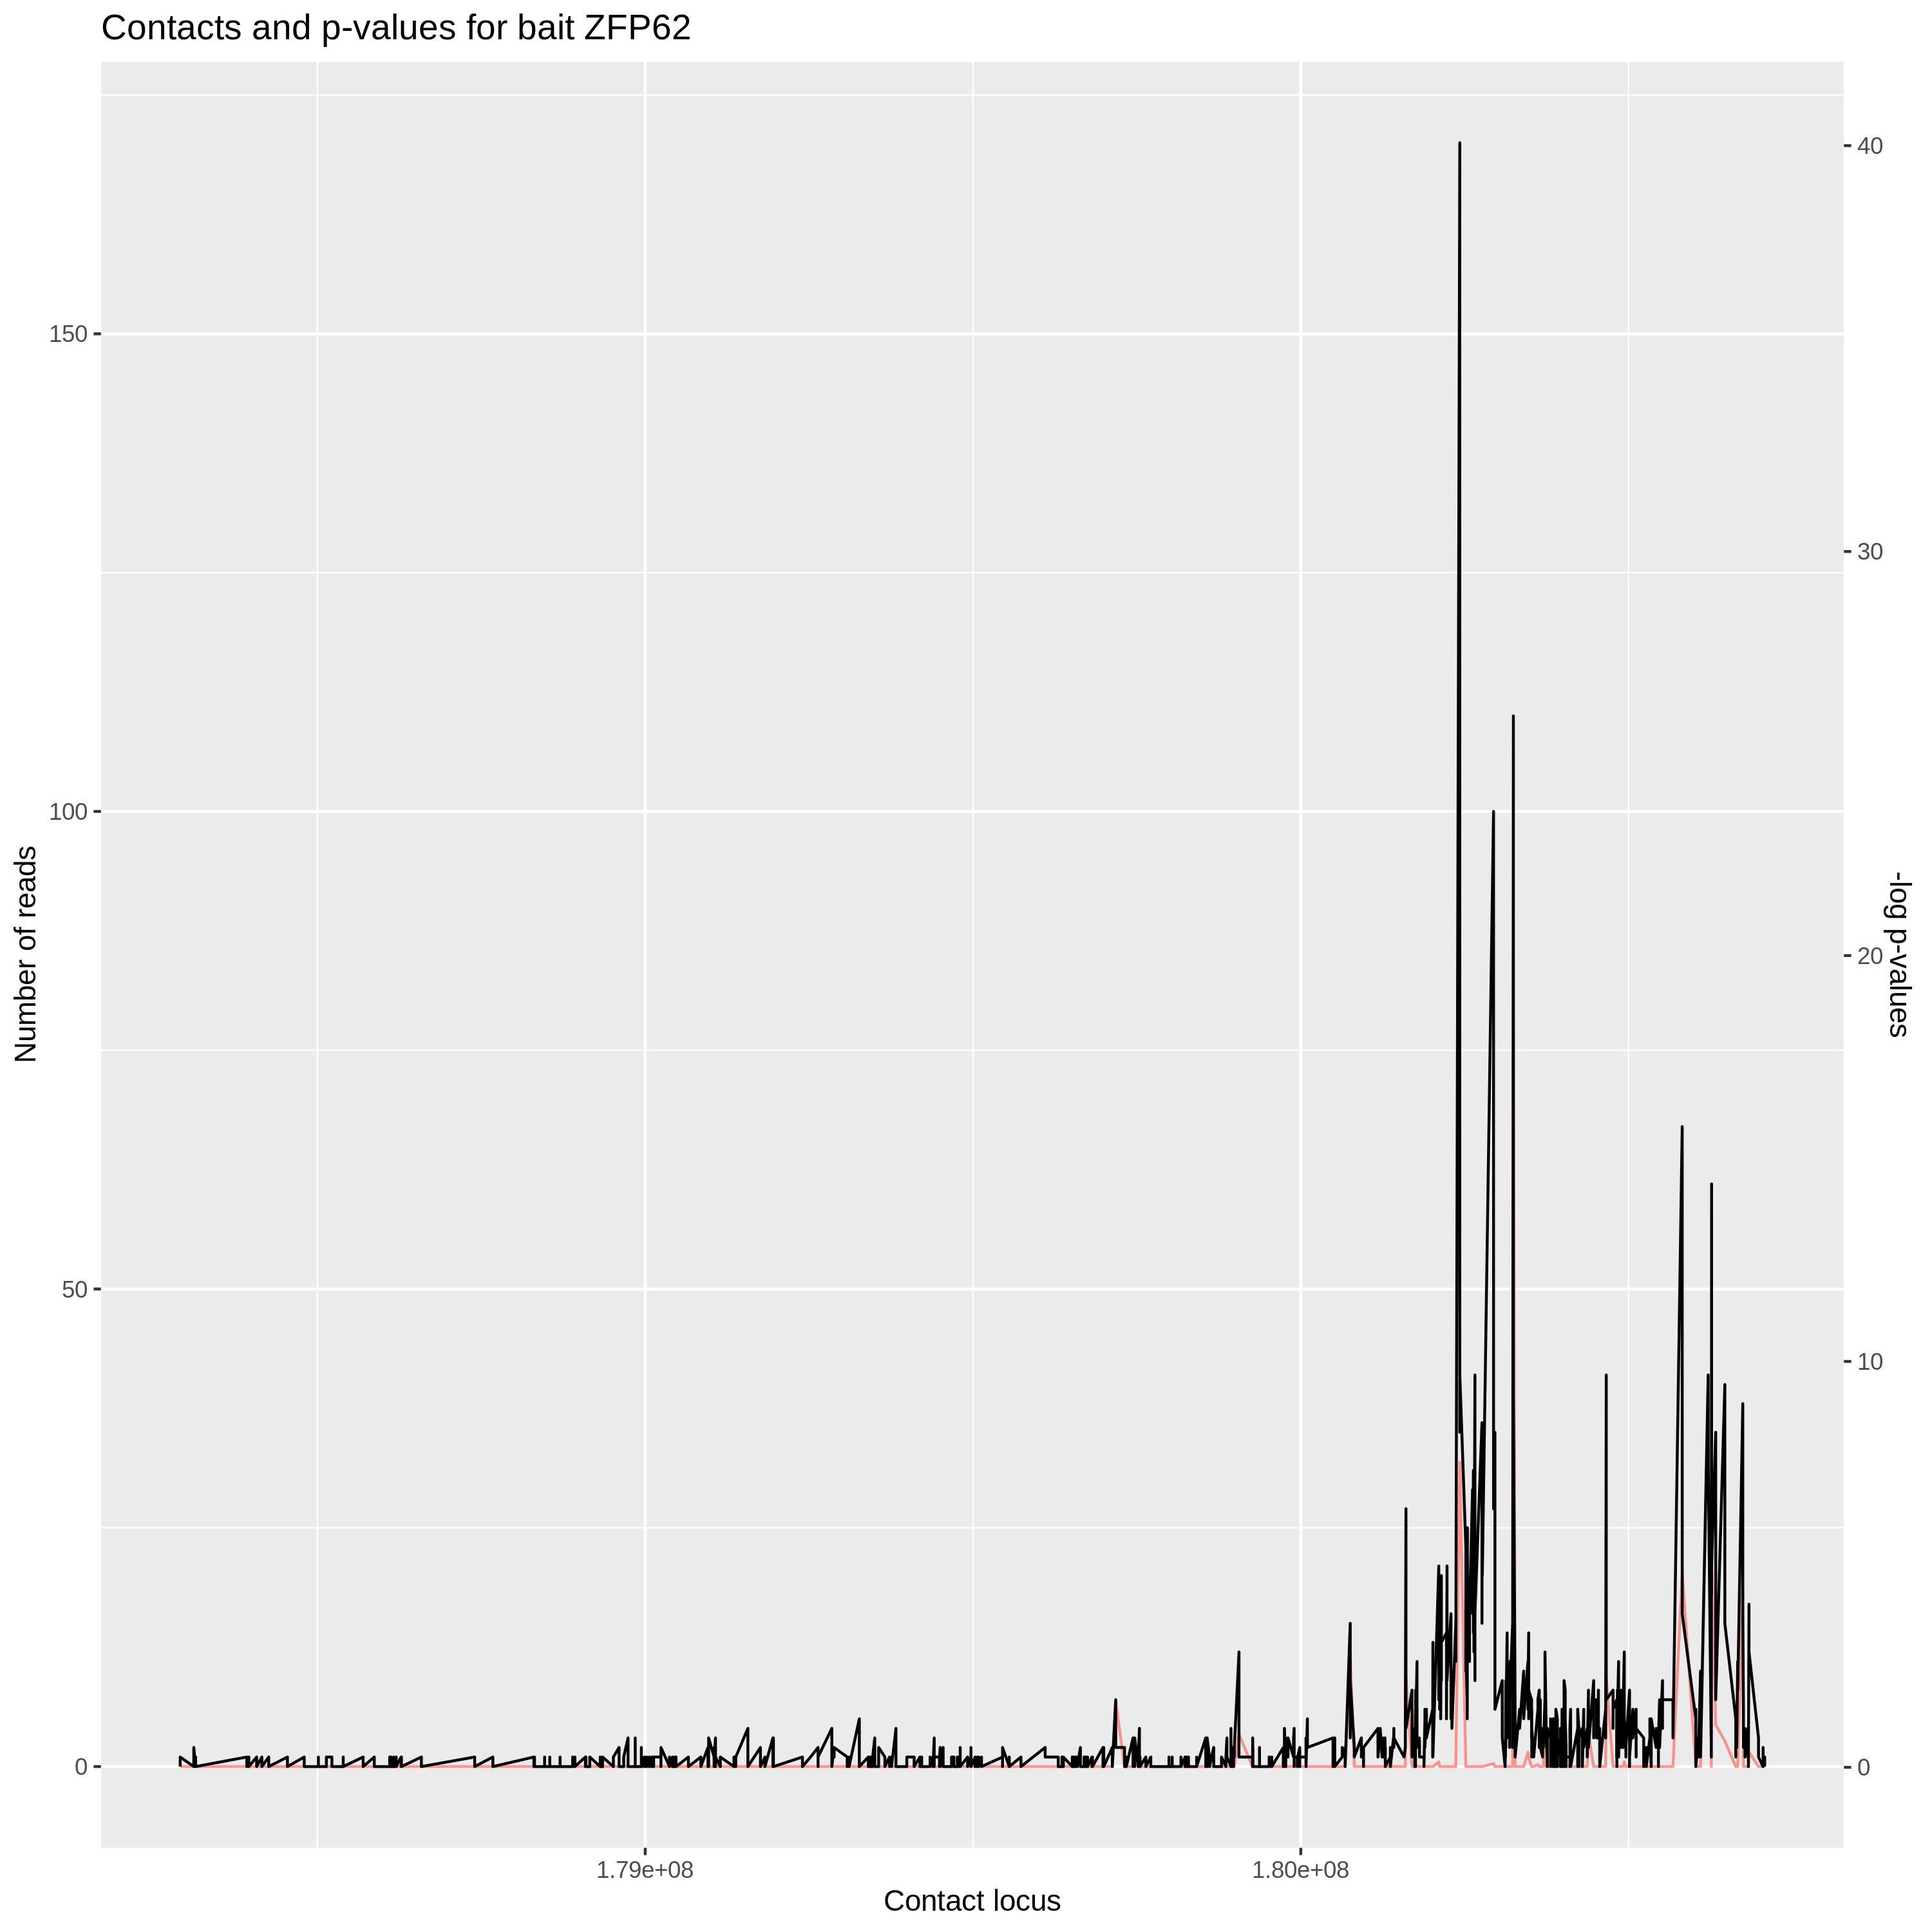 Contacts and p-values for bait ZFP62
Number of reads
150
100
50
0
40
30
20
10
0
-log p-values
1.79e+08
1.80e+08
Contact locus